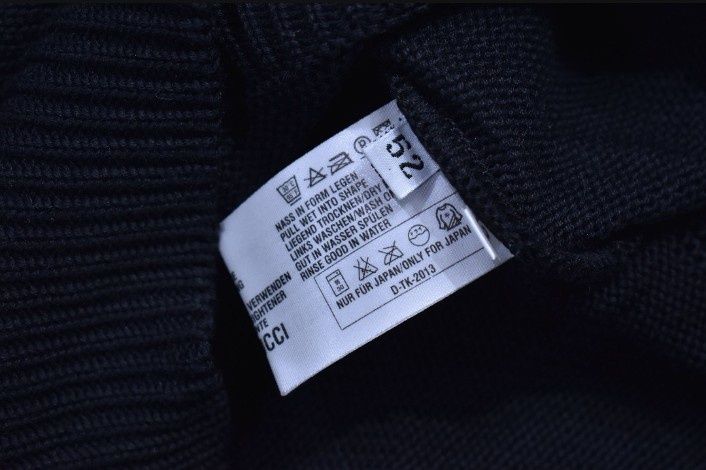 52
NASS IN FORM LEGEN
PULL WET INTO SHAPE
LIEGEND TROCKNEN/DRY
LINKS WASCHEN/WASH
GUT IN WASSER SPÜLEN
RINSE GOOD IN WATER
NUR FÜR JAPAN/ONLY FOR JAPAN
D-TK-2013
VERWENDEN
CCI